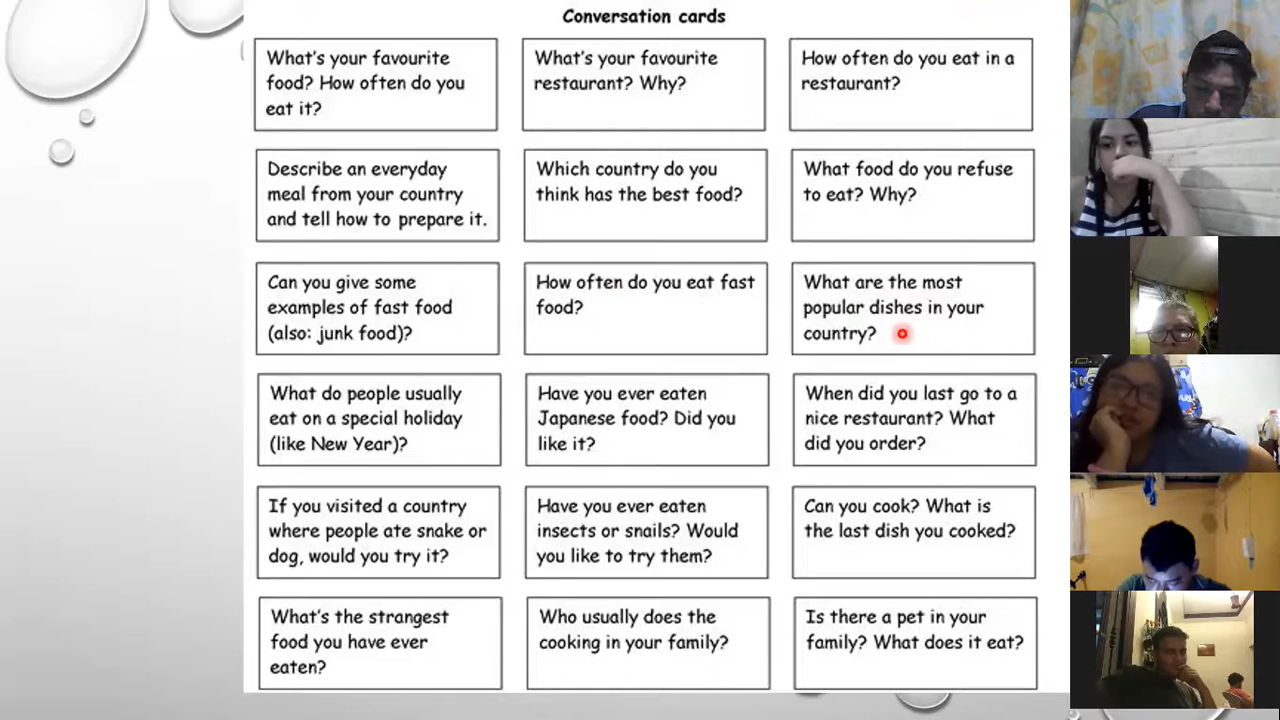 Conversation cards
What's your favourite
food? How often do you
eat it?
What's your favourite
restaurant? Why?
How often do you eat in a
restaurant?
Describe an everyday
meal from your country
and tell how to prepare it.
Which country do you
think has the best food?
What food do you refuse
to eat? Why?
Can you give some
examples of fast food
(also: junk food)?
How often do you eat fast
food?
What are the most
popular dishes in your
country?
What do people usually
eat on a special holiday
(like New Year)?
Have you ever eaten
Japanese food? Did you
like it?
When did you last go to a
nice restaurant? What
did you order?
If you visited a country
where people ate snake or
dog, would you try it?
Have you ever eaten
insects or snails? Would
you like to try them?
Can you cook? What is
the last dish you cooked?
What's the strangest
food you have ever
eaten?
Who usually does the
cooking in your family?
Is there a pet in your
family? What does it eat?